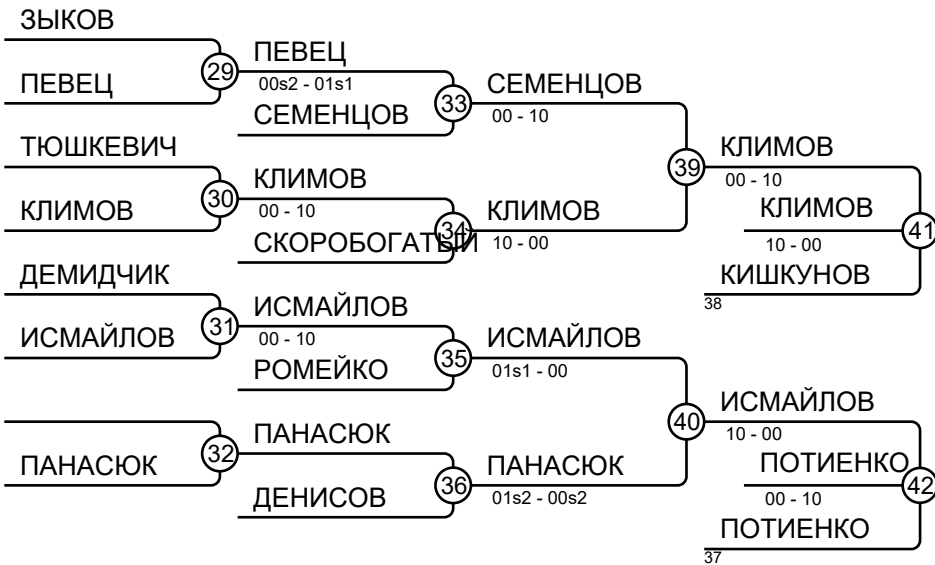 ЗЫКОВ
29
ПЕВЕЦ
ПЕВЕЦ
00s2 - 01s1
33
СЕМЕНЦОВ
СЕМЕНЦОВ
00 - 10
ТЮШКЕВИЧ
30
КЛИМОВ
КЛИМОВ
00 - 10
34
СКОРОБОГАТЫЙ
КЛИМОВ
10 - 00
39
КЛИМОВ
00 - 10
КЛИМОВ
10 - 00
41
КИШКУНОВ
38
ДЕМИДЧИК
31
ИСМАЙЛОВ
ИСМАЙЛОВ
00 - 10
35
РОМЕЙКО
ИСМАЙЛОВ
01s1 - 00
32
ПАНАСЮК
ПАНАСЮК
36
ДЕНИСОВ
ПАНАСЮК
01s2 - 00s2
40
ИСМАЙЛОВ
10 - 00
ПОТИЕНКО
00 - 10
42
ПОТИЕНКО
37